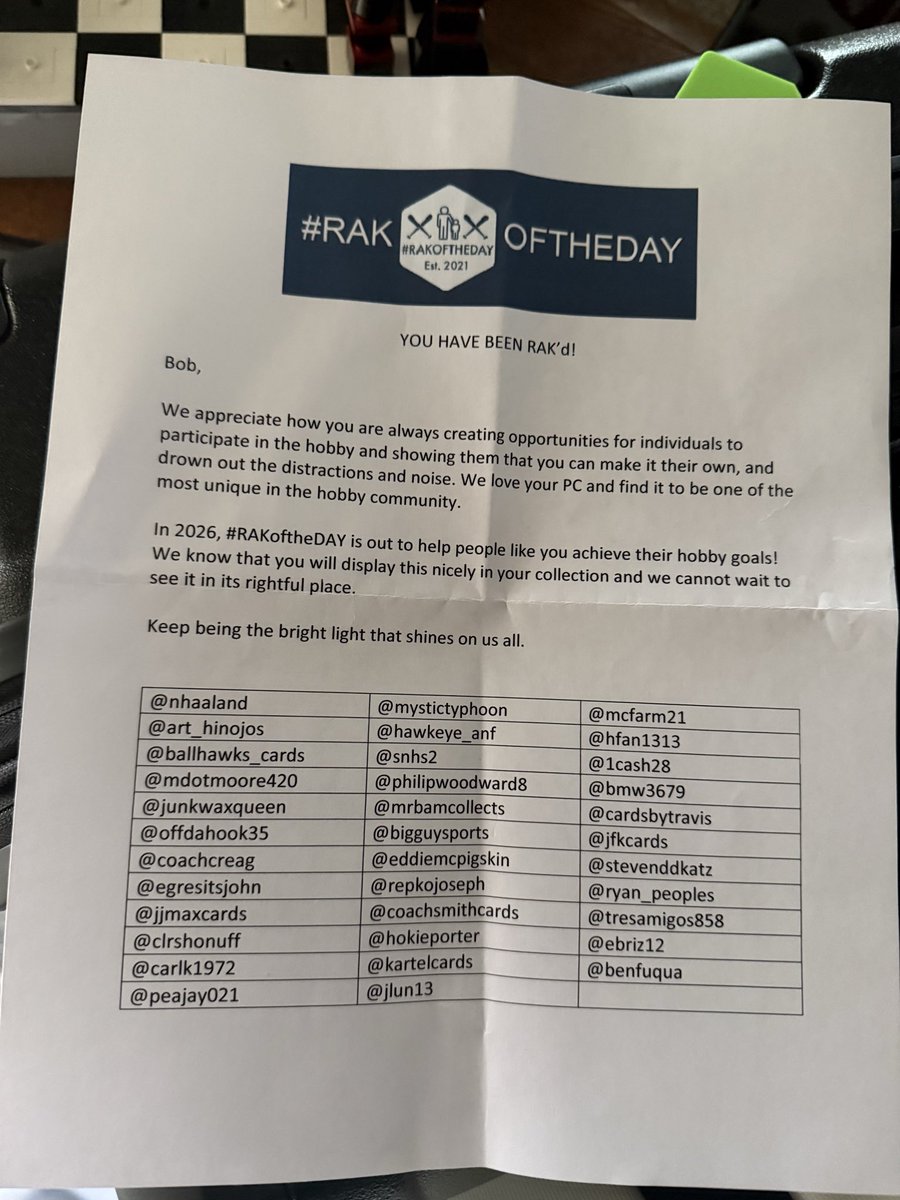 #RAK OFTHEDAY
#RAKOFTHEDAY
Est. 2021
YOU HAVE BEEN RAK'd!
Bob,
We appreciate how you are always creating opportunities for individuals to
participate in the hobby and showing them that you can make it their own, and
drown out the distractions and noise. We love your PC and find it to be one of the
most unique in the hobby community.
In 2026, #RAKoftheDAY is out to help people like you achieve their hobby goals!
We know that you will display this nicely in your collection and we cannot wait to
see it in its rightful place.
Keep being the bright light that shines on us all.
@nhaaland @mystictyphoon @mcfarm21
@art_hinojos @hawkeye_anf @hfan1313
@ballhawks_cards @snhs2 @1cash28
@mdotmoore420 @philipwoodward8 @bmw3679
@junkwaxqueen @mrbamcollects @cardsbytravis
@offdahook35 @bigguysports @jfkcards
@coachcreag @eddiemcpigskin @stevenddkatz
@egresitsjohn @repkojoseph @ryan_peoples
@jjmaxcards @coachsmithcards @tresamigos858
@clrshonuff @hokieporter @ebriz12
@carlk1972 @kartelcards @benfuqua
@peajay021 @jlun13